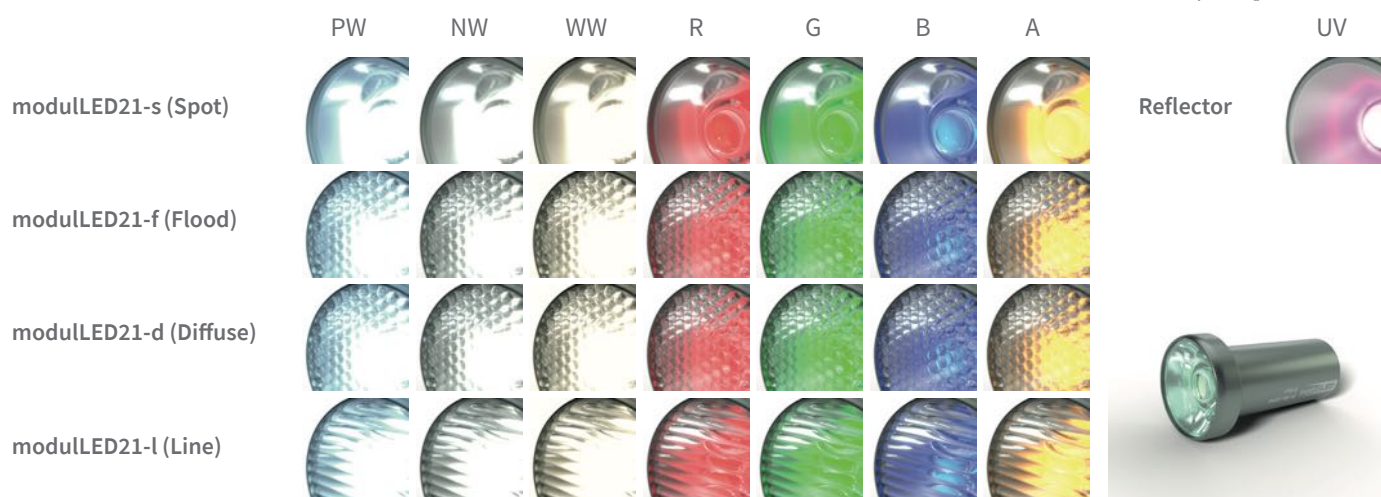 PW NW WW R G B A UV
modulLED21-s (Spot)
Reflector
modulLED21-f (Flood)
modulLED21-d (Diffuse)
modulLED21-l (Line)